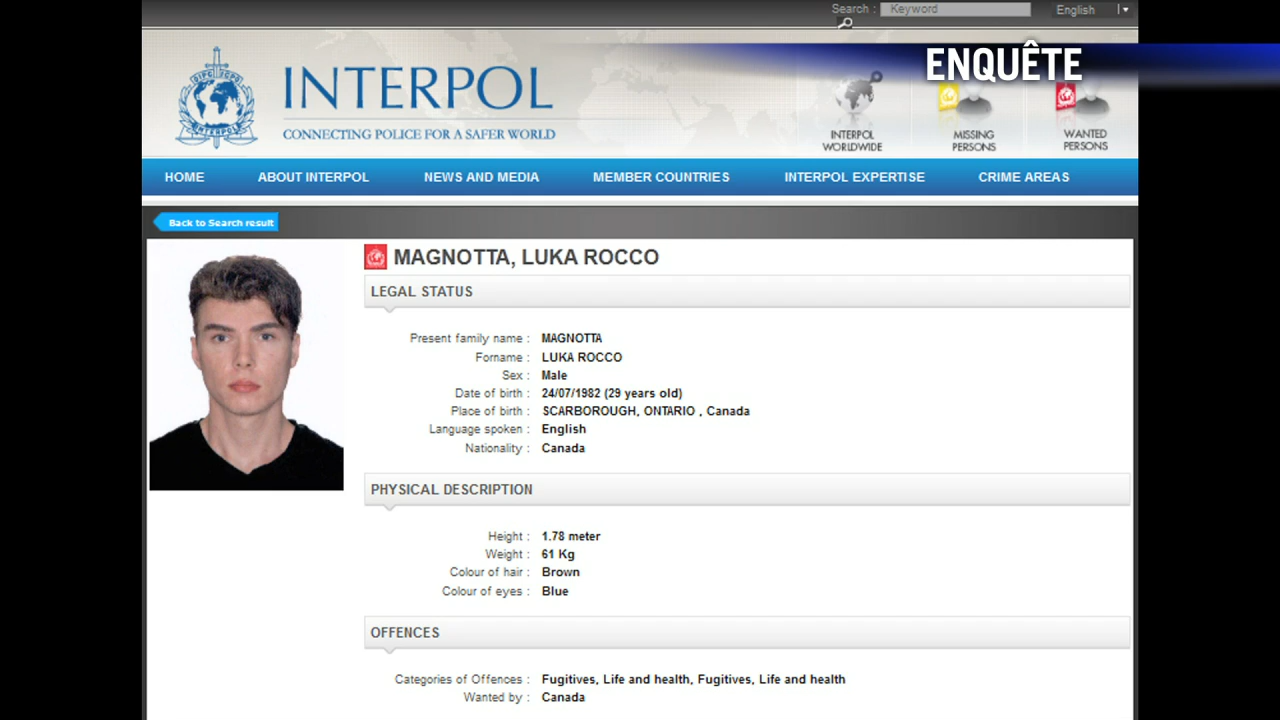 Search :
Keyword
English
ENQUÊTE
INTERPOL
CONNECTING POLICE FOR A SAFER WORLD
INTERPOL
WORLDWIDE
MISSING
PERSONS
WANTED
PERSONS
HOME ABOUT INTERPOL NEWS AND MEDIA MEMBER COUNTRIES INTERPOL EXPERTISE CRIME AREAS
Back to Search result
MAGNOTTA, LUKA ROCCO
LEGAL STATUS
Present family name : MAGNOTTA
Forname : LUKA ROCCO
Sex : Male
Date of birth : 24/07/1982 (29 years old)
Place of birth : SCARBOROUGH, ONTARIO , Canada
Language spoken : English
Nationality : Canada
PHYSICAL DESCRIPTION
Height : 1.78 meter
Weight : 61 Kg
Colour of hair : Brown
Colour of eyes : Blue
OFFENCES
Categories of Offences : Fugitives, Life and health, Fugitives, Life and health
Wanted by : Canada